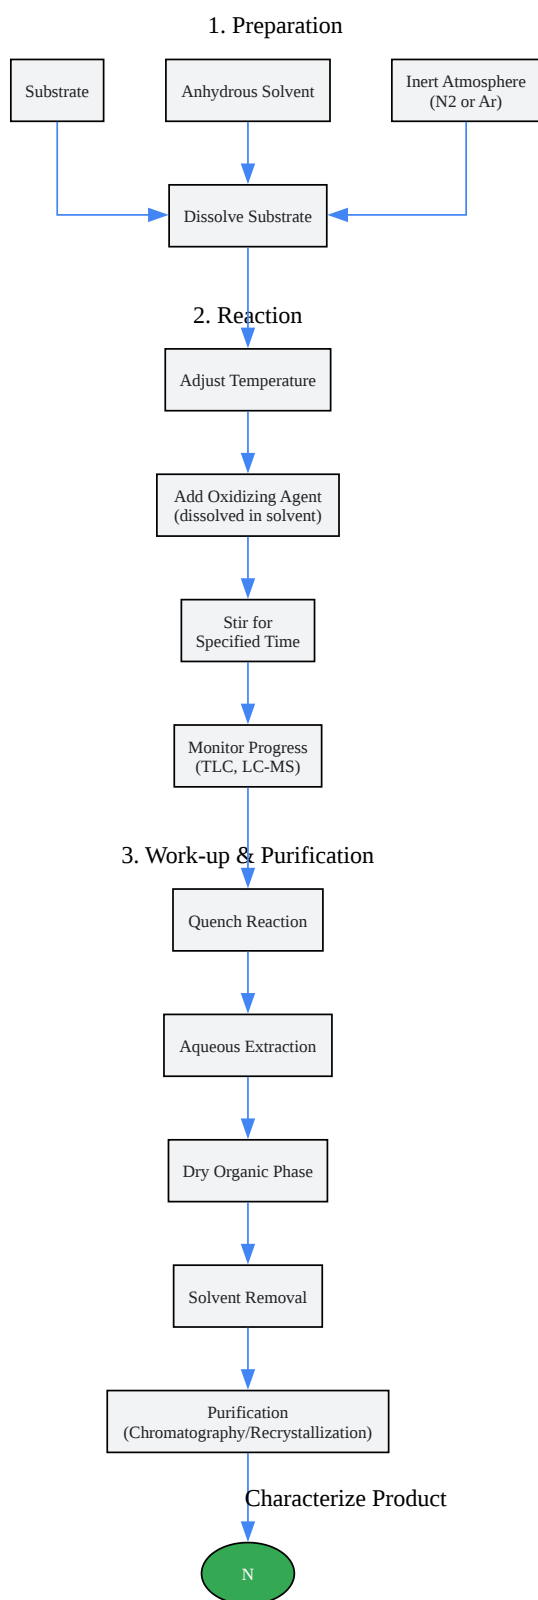 1. Preparation
Substrate
Anhydrous Solvent
Inert Atmosphere
(N2 or Ar)
Dissolve Substrate
2. Reaction
Adjust Temperature
Add Oxidizing Agent
(dissolved in solvent)
Stir for
Specified Time
Monitor Progress
(TLC, LC-MS)
3. Work-up & Purification
Quench Reaction
Aqueous Extraction
Dry Organic Phase
Solvent Removal
Purification
(Chromatography/Recrystallization)
Characterize Product
N